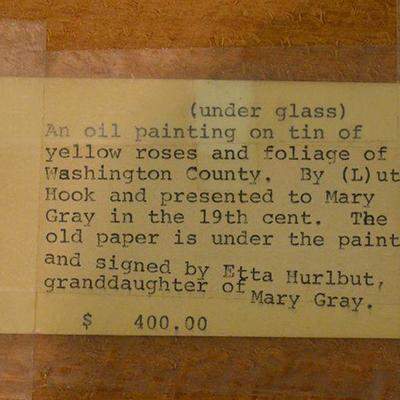 (under glass)
An oil painting on tin of
yellow roses and foliage of
Washington County. By (L)ut
Hook and presented to Mary
Gray in the 19th cent. The
old paper is under the paint
and signed by Etta Hurlbut,
granddaughter of
Mary Gray.
$ 400.00